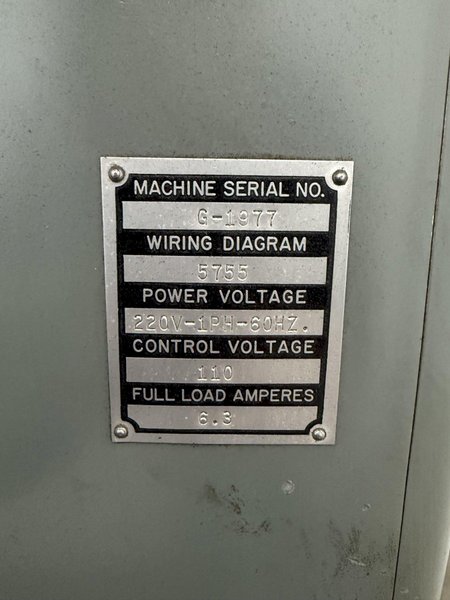 MACHINE SERIAL NO.
G-1977
WIRING DIAGRAM
5755
POWER VOLTAGE
220V-1PH-60HZ.
CONTROL VOLTAGE
110
FULL LOAD AMPERES
6.3